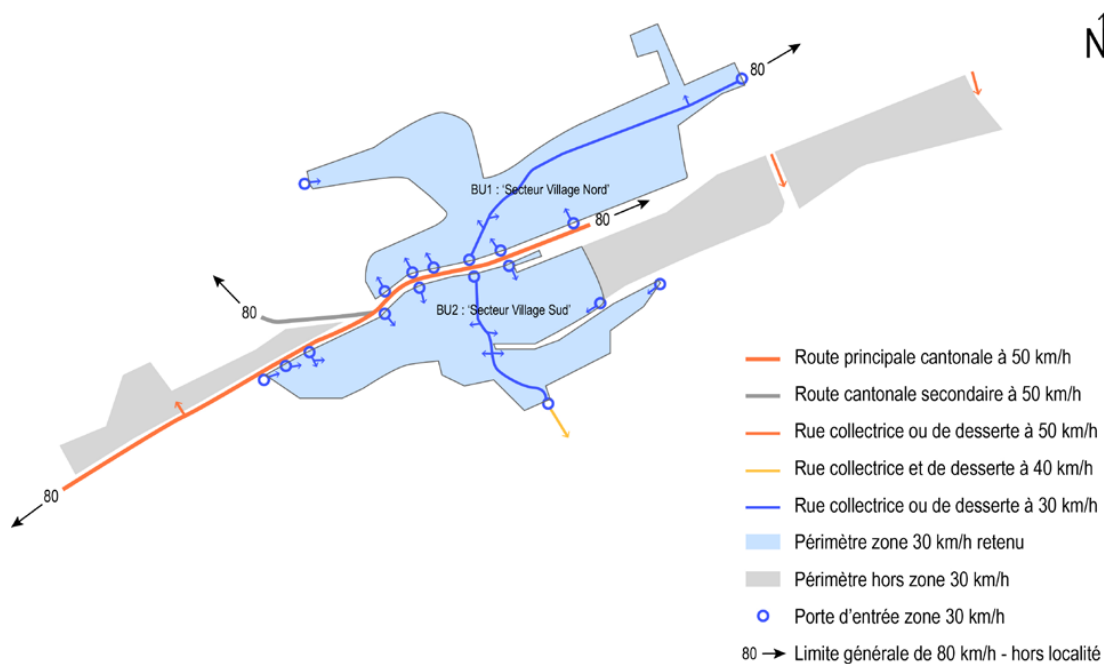 N
80
BU1 : 'Secteur Village Nord'
80
80
BU2 : 'Secteur Village Sud'
80
Route principale cantonale à 50 km/h
Route cantonale secondaire à 50 km/h
Rue collectrice ou de desserte à 50 km/h
Rue collectrice et de desserte à 40 km/h
Rue collectrice ou de desserte à 30 km/h
Périmètre zone 30 km/h retenu
Périmètre hors zone 30 km/h
Porte d'entrée zone 30 km/h
80 Limite générale de 80 km/h - hors localité